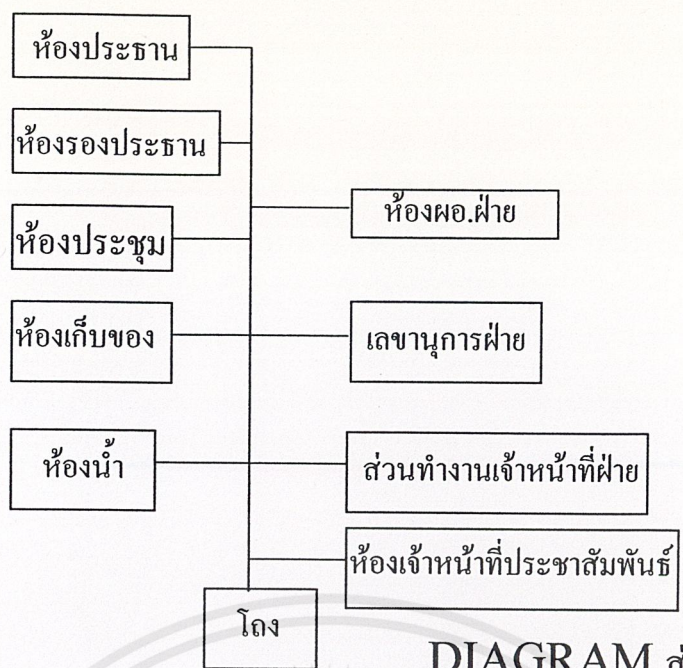 ห้องประธาน
ห้องรองประธาน
ห้องผอ.ฝ่าย
ห้องประชุม
ห้องเก็บของ
เลขานุการฝ่าย
ห้องน้ำ
ส่วนทำงานเจ้าหน้าที่ฝ่าย
ห้องเจ้าหน้าที่ประชาสัมพันธ์
โถง
DIAGRAM